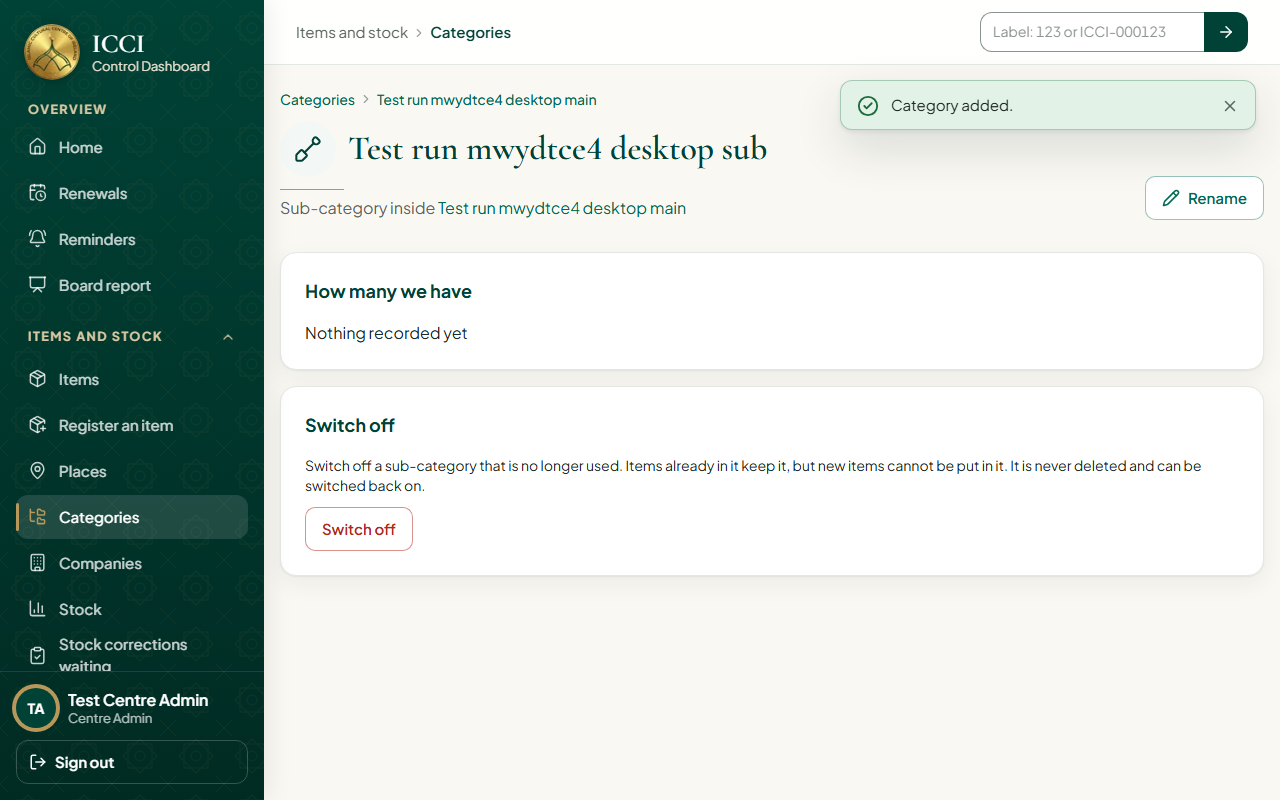 ICCI
Control Dashboard
OVERVIEW
Home
Renewals
Reminders
Board report
ITEMS AND STOCK
Items
Register an item
Places
Categories
Companies
Stock
Stock corrections
waiting
TA
Test Centre Admin
Centre Admin
Sign out
Items and stock > Categories
Label: 123 or ICCI-000123
Categories > Test run mwydtce4 desktop main
Category added.
Test run mwydtce4 desktop sub
Sub-category inside Test run mwydtce4 desktop main
Rename
How many we have
Nothing recorded yet
Switch off
Switch off a sub-category that is no longer used. Items already in it keep it, but new items cannot be put in it. It is never deleted and can be
switched back on.
Switch off